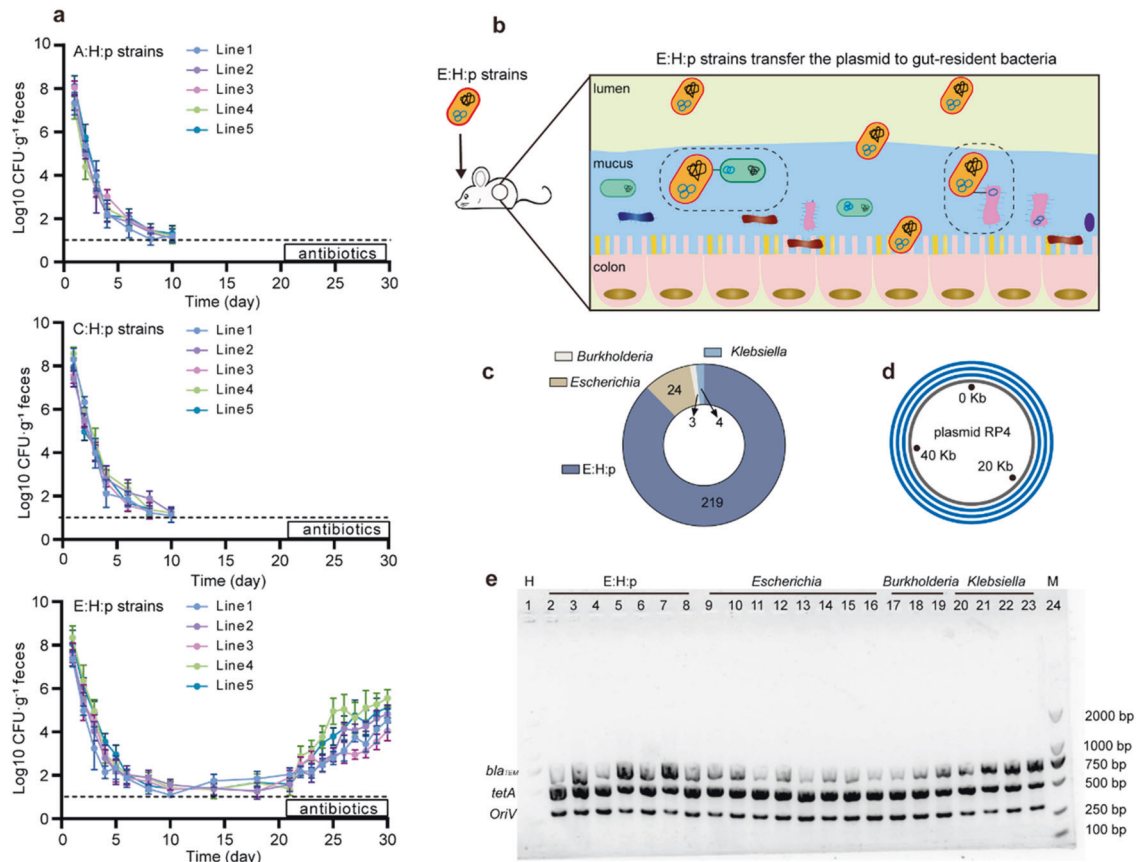 a
A:H:p strains
Line1
Line2
Line3
Line4
Line5
Log10 CFU·g⁻¹ feces
10
8
6
4
2
0
antibiotics
0 5 10 15 20 25 30
Time (day)
C:H:p strains
Line1
Line2
Line3
Line4
Line5
Log10 CFU·g⁻¹ feces
10
8
6
4
2
0
antibiotics
0 5 10 15 20 25 30
Time (day)
E:H:p strains
Line1
Line2
Line3
Line4
Line5
Log10 CFU·g⁻¹ feces
10
8
6
4
2
0
antibiotics
0 5 10 15 20 25 30
Time (day)
b
E:H:p strains
E:H:p strains transfer the plasmid to gut-resident bacteria
lumen
mucus
colon
c
Burkholderia
Klebsiella
Escherichia
E:H:p
24
3
4
219
d
0 Kb
plasmid RP4
40 Kb
20 Kb
e
H E:H:p Escherichia Burkholderia Klebsiella M
1 2 3 4 5 6 7 8 9 10 11 12 13 14 15 16 17 18 19 20 21 22 23 24
2000 bp
1000 bp
blaTEM 750 bp
500 bp
tetA
OriV 250 bp
100 bp